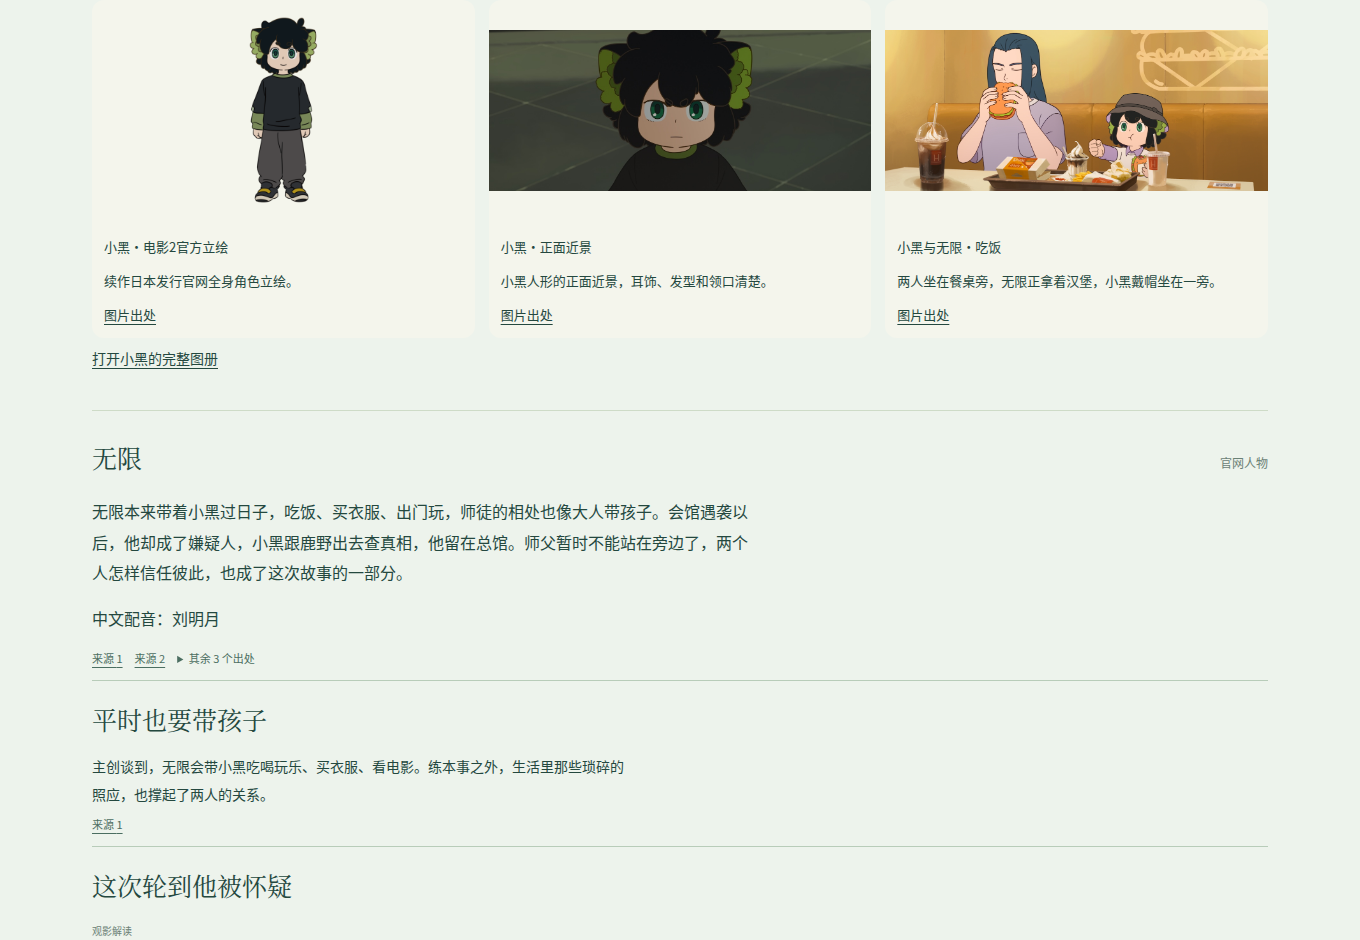 小黑·电影2官方立绘
续作日本发行官网全身角色立绘。
图片出处
小黑·正面近景
小黑人形的正面近景，耳饰、发型和领口清楚。
图片出处
小黑与无限·吃饭
两人坐在餐桌旁，无限正拿着汉堡，小黑戴帽坐在一旁。
图片出处
打开小黑的完整图册
无限
官网人物
无限本来带着小黑过日子，吃饭、买衣服、出门玩，师徒的相处也像大人带孩子。会馆遇袭以
后，他却成了嫌疑人，小黑跟鹿野出去查真相，他留在总馆。师父暂时不能站在旁边了，两个
人怎样信任彼此，也成了这次故事的一部分。
中文配音：刘明月
来源 1 来源 2 ▶ 其余 3 个出处
平时也要带孩子
主创谈到，无限会带小黑吃喝玩乐、买衣服、看电影。练本事之外，生活里那些琐碎的
照应，也撑起了两人的关系。
来源 1
这次轮到他被怀疑
观影解读